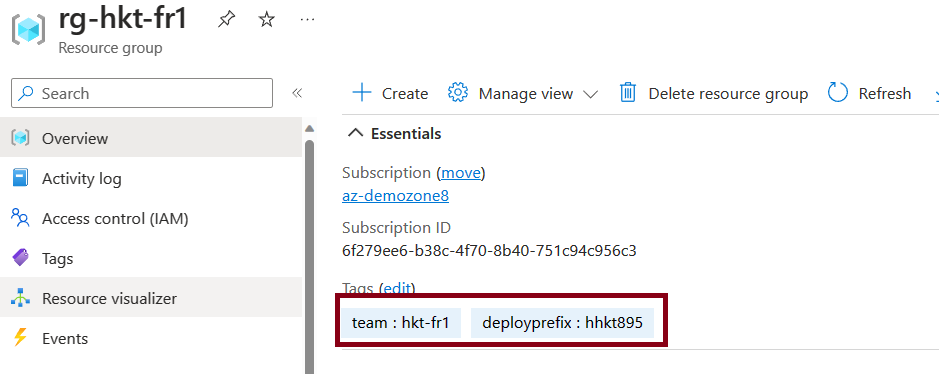 rg-hkt-fr1
Resource group
Search
Overview
Activity log
Access control (IAM)
Tags
Resource visualizer
Events
Create Manage view Delete resource group Refresh
Essentials
Subscription (move)
az-demozone8
Subscription ID
6f279ee6-b38c-4f70-8b40-751c94c956c3
Tags (edit)
team : hkt-fr1 deployprefix : hhkt895